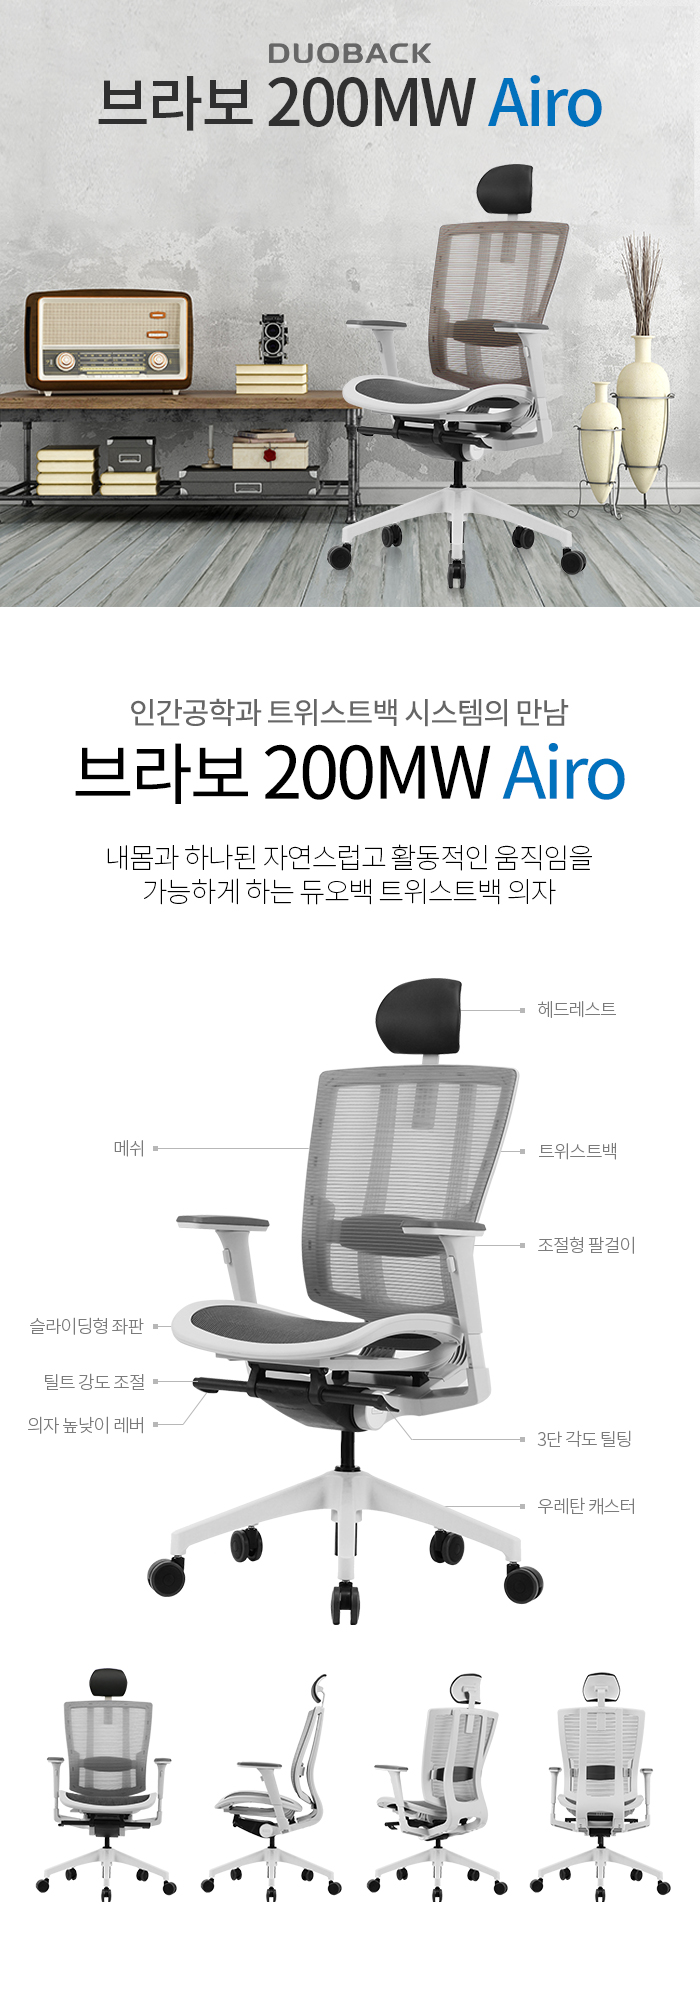 DUOBACK
브라보 200MW Airo
인간공학과 트위스트백 시스템의 만남
브라보 200MW Airo
내몸과 하나된 자연스럽고 활동적인 움직임을
가능하게 하는 듀오백 트위스트백 의자
헤드레스트
메쉬
트위스트백
조절형 팔걸이
슬라이딩형 좌판
틸트 강도 조절
의자 높낮이 레버
3단 각도 틸팅
우레탄 캐스터